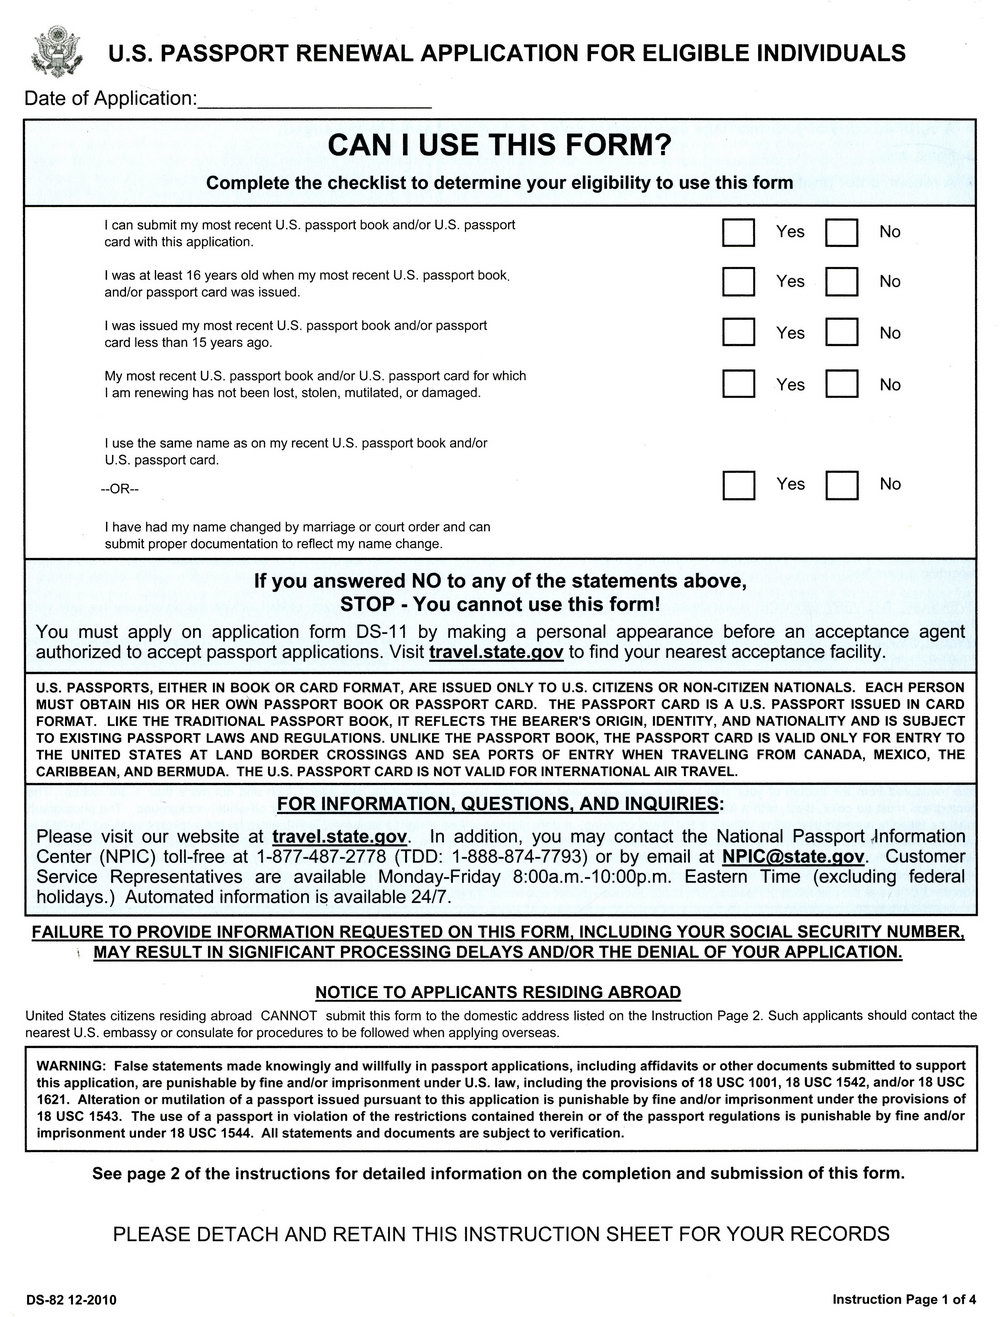 U.S. PASSPORT RENEWAL APPLICATION FOR ELIGIBLE INDIVIDUALS
Date of Application:
CAN I USE THIS FORM?
Complete the checklist to determine your eligibility to use this form
I can submit my most recent U.S. passport book and/or U.S. passport
card with this application.
Yes No
I was at least 16 years old when my most recent U.S. passport book
and/or passport card was issued.
Yes No
I was issued my most recent U.S. passport book and/or passport
card less than 15 years ago.
Yes No
My most recent U.S. passport book and/or U.S. passport card for which
I am renewing has not been lost, stolen, mutilated, or damaged.
Yes No
I use the same name as on my recent U.S. passport book and/or
U.S. passport card.
--OR--
Yes No
I have had my name changed by marriage or court order and can
submit proper documentation to reflect my name change.
If you answered NO to any of the statements above,
STOP - You cannot use this form!
You must apply on application form DS-11 by making a personal appearance before an acceptance agent
authorized to accept passport applications. Visit travel.state.gov to find your nearest acceptance facility.
U.S. PASSPORTS, EITHER IN BOOK OR CARD FORMAT, ARE ISSUED ONLY TO U.S. CITIZENS OR NON-CITIZEN NATIONALS. EACH PERSON
MUST OBTAIN HIS OR HER OWN PASSPORT BOOK OR PASSPORT CARD. THE PASSPORT CARD IS A U.S. PASSPORT ISSUED IN CARD
FORMAT. LIKE THE TRADITIONAL PASSPORT BOOK, IT REFLECTS THE BEARER'S ORIGIN, IDENTITY, AND NATIONALITY AND IS SUBJECT
TO EXISTING PASSPORT LAWS AND REGULATIONS. UNLIKE THE PASSPORT BOOK, THE PASSPORT CARD IS VALID ONLY FOR ENTRY TO
THE UNITED STATES AT LAND BORDER CROSSINGS AND SEA PORTS OF ENTRY WHEN TRAVELING FROM CANADA, MEXICO, THE
CARIBBEAN, AND BERMUDA. THE U.S. PASSPORT CARD IS NOT VALID FOR INTERNATIONAL AIR TRAVEL.
FOR INFORMATION, QUESTIONS, AND INQUIRIES:
Please visit our website at travel.state.gov. In addition, you may contact the National Passport Information
Center (NPIC) toll-free at 1-877-487-2778 (TDD: 1-888-874-7793) or by email at NPIC@state.gov. Customer
Service Representatives are available Monday-Friday 8:00a.m.-10:00p.m. Eastern Time (excluding federal
holidays.) Automated information is available 24/7.
FAILURE TO PROVIDE INFORMATION REQUESTED ON THIS FORM, INCLUDING YOUR SOCIAL SECURITY NUMBER,
MAY RESULT IN SIGNIFICANT PROCESSING DELAYS AND/OR THE DENIAL OF YOUR APPLICATION.
NOTICE TO APPLICANTS RESIDING ABROAD
United States citizens residing abroad CANNOT submit this form to the domestic address listed on the Instruction Page 2. Such applicants should contact the
nearest U.S. embassy or consulate for procedures to be followed when applying overseas.
WARNING: False statements made knowingly and willfully in passport applications, including affidavits or other documents submitted to support
this application, are punishable by fine and/or imprisonment under U.S. law, including the provisions of 18 USC 1001, 18 USC 1542, and/or 18 USC
1621. Alteration or mutilation of a passport issued pursuant to this application is punishable by fine and/or imprisonment under the provisions of
18 USC 1543. The use of a passport in violation of the restrictions contained therein or of the passport regulations is punishable by fine and/or
imprisonment under 18 USC 1544. All statements and documents are subject to verification.
See page 2 of the instructions for detailed information on the completion and submission of this form.
PLEASE DETACH AND RETAIN THIS INSTRUCTION SHEET FOR YOUR RECORDS
DS-82 12-2010
Instruction Page 1 of 4